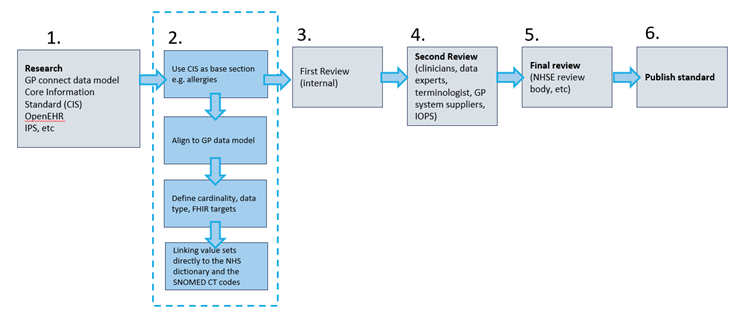 1.
Research
GP connect data model
Core Information
Standard (CIS)
OpenEHR
IPS, etc
2.
Use CIS as base section
e.g. allergies
Align to GP data model
Define cardinality, data
type, FHIR targets
Linking value sets
directly to the NHS
dictionary and the
SNOMED CT codes
3.
First Review
(internal)
4.
Second Review
(clinicians, data
experts,
terminologist, GP
system suppliers,
IOPS)
5.
Final review
(NHSE review
body, etc)
6.
Publish standard